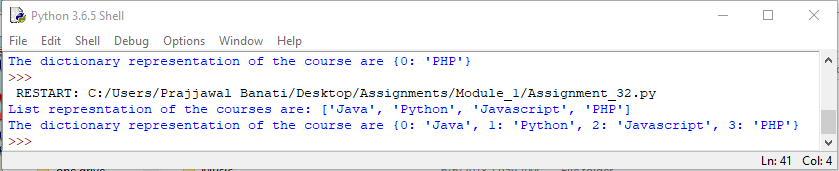 Python 3.6.5 Shell
File Edit Shell Debug Options Window Help
The dictionary representation of the course are {0: 'PHP'}
>>>
RESTART: C:/Users/Prajjawal Banati/Desktop/Assignments/Module_1/Assignment_32.py
List represntation of the courses are: ['Java', 'Python', 'Javascript', 'PHP']
The dictionary representation of the course are {0: 'Java', 1: 'Python', 2: 'Javascript', 3: 'PHP'}
>>>
Ln: 41 Col: 4